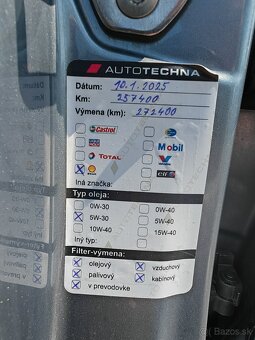 AUTOTECHNA
Dátum: 10.1.2025
Km: 257400
Výmena (km): 272400
Castrol
Mobil
TOTAL
elf
Iná značka:
Typ oleja:
0W-30 0W-40
5W-30 5W-40
10W-40 15W-40
Iný typ:
Filter-výmena:
olejový vzduchový
palivový kabínový
v prevodovke
Bazoš.sk